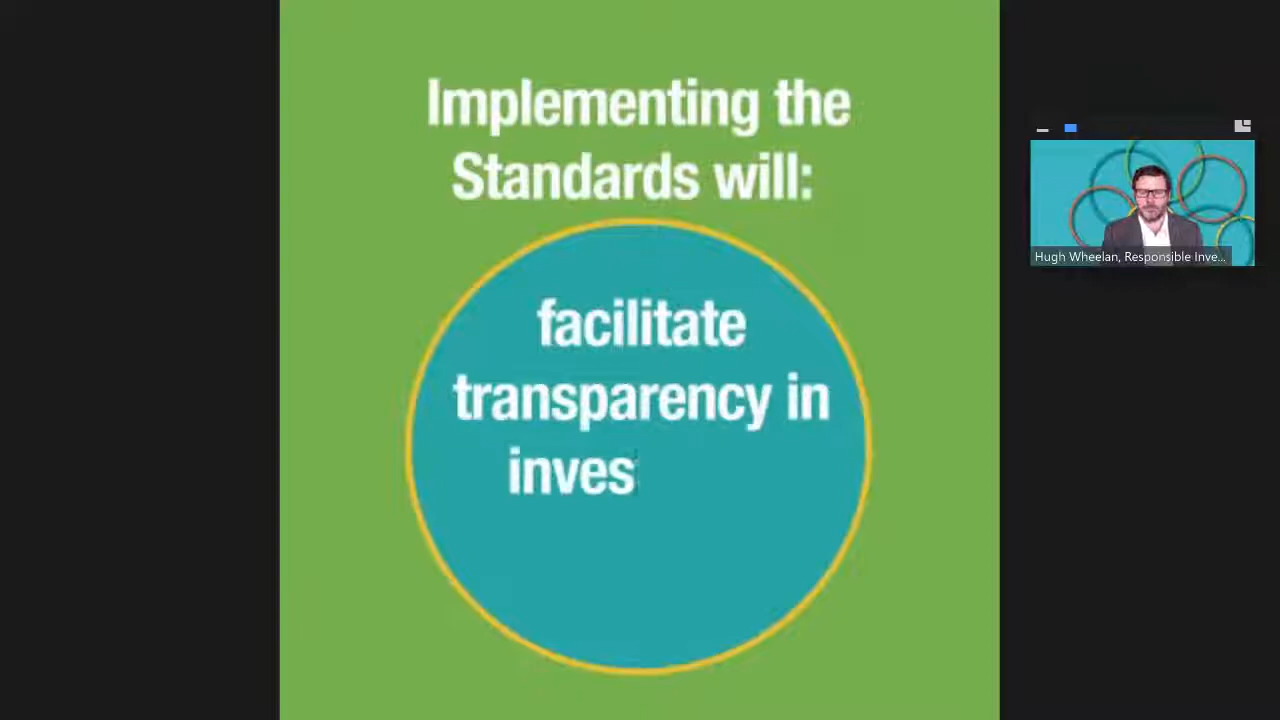 Implementing the
Standards will:
facilitate
transparency in
inves
Hugh Wheelan, Responsible Inve...